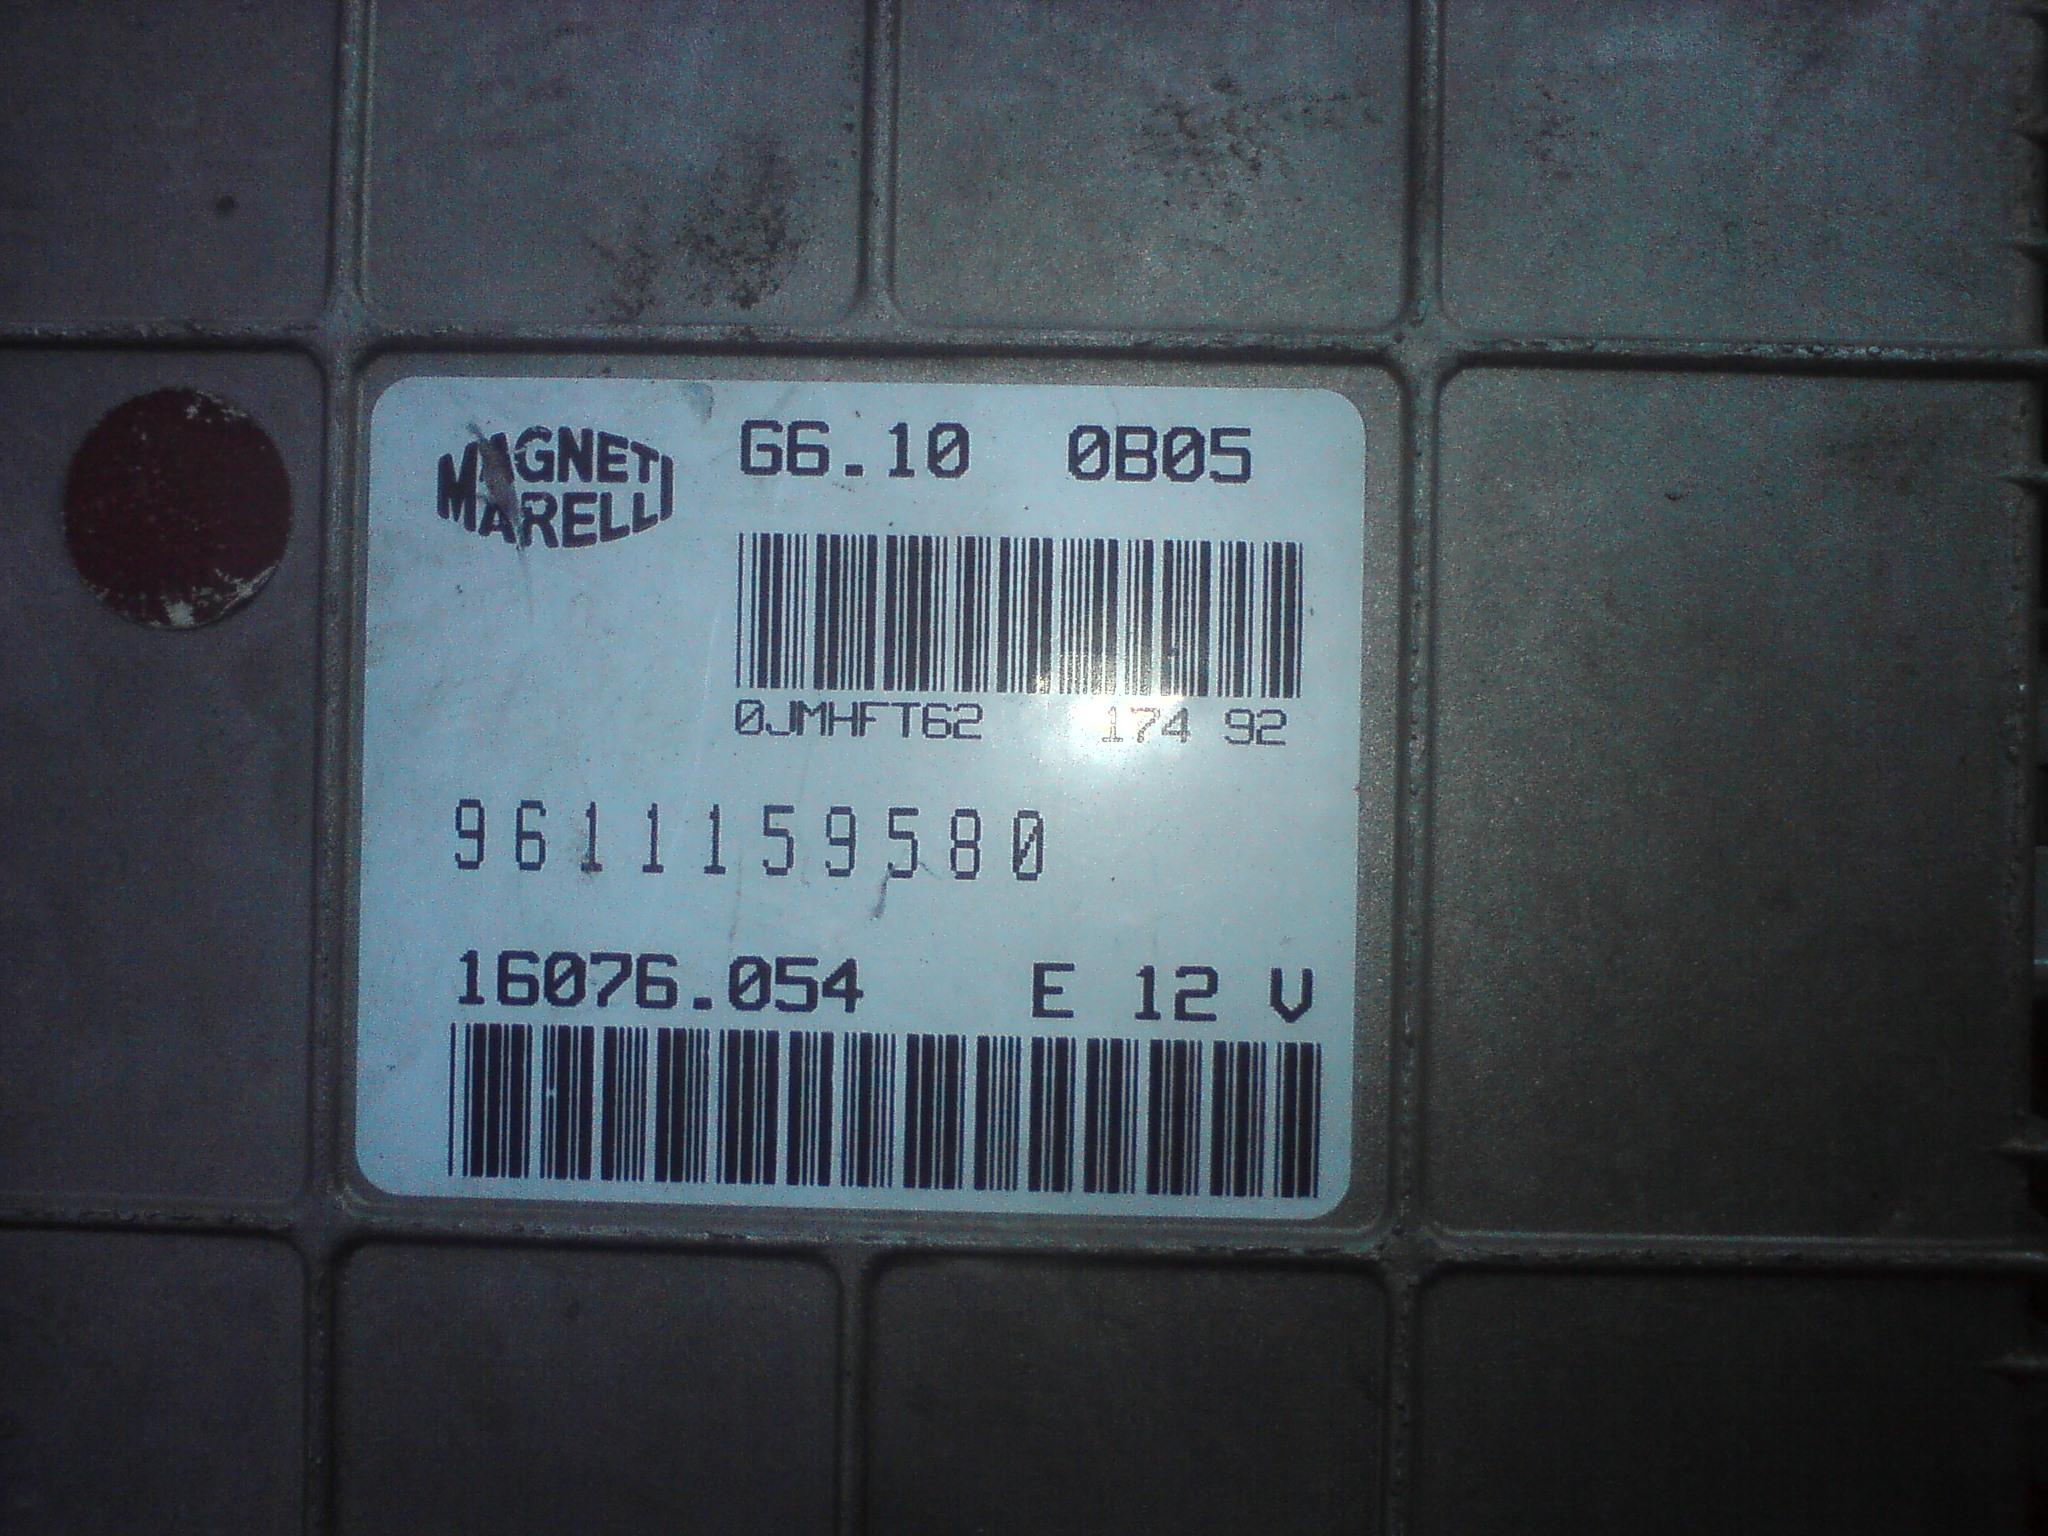 MAGNETI
MARELLI
G6.10 0B05
0JMHFT62 174 92
9611159580
16076.054 E 12 V